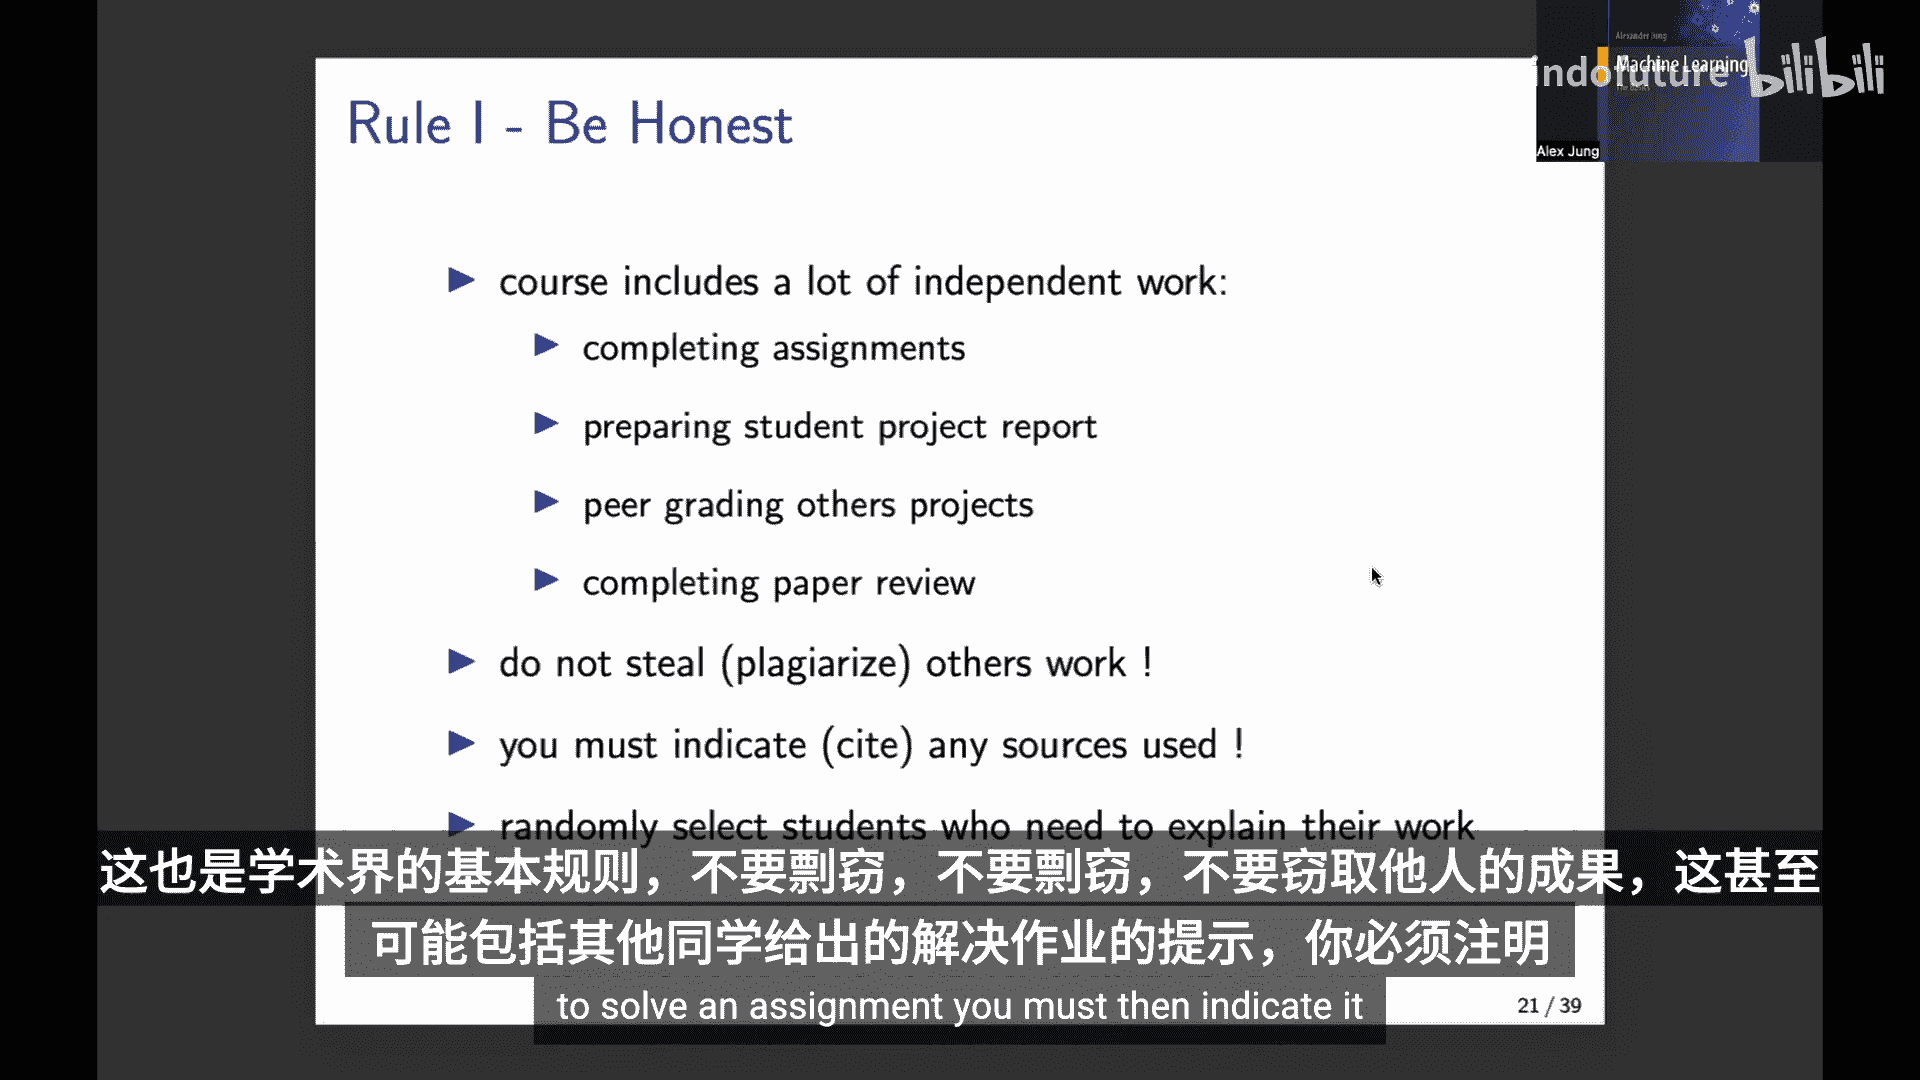 Alexander Jung
Machine Learning
indofuture bilibili
Alex Jung
Rule I - Be Honest
course includes a lot of independent work:
completing assignments
preparing student project report
peer grading others projects
completing paper review
do not steal (plagiarize) others work !
you must indicate (cite) any sources used !
randomly select students who need to explain their work
这也是学术界的基本规则，不要剽窃，不要剽窃，不要窃取他人的成果，这甚至
可能包括其他同学给出的解决作业的提示，你必须注明
to solve an assignment you must then indicate it
21 / 39